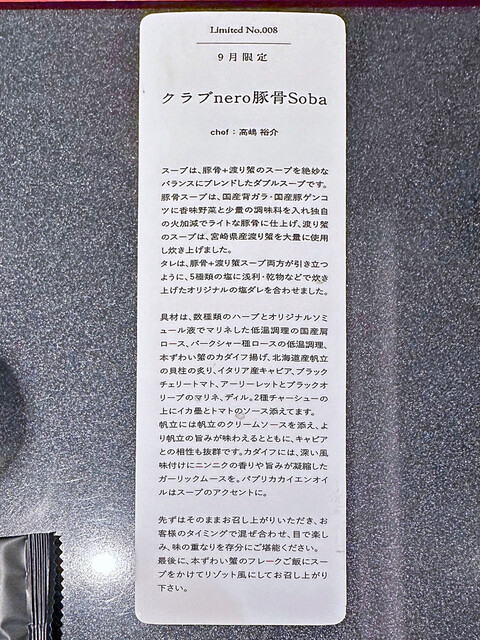 Limited No.008
9月限定
クラブnero豚骨Soba
chef：髙嶋 裕介
スープは、豚骨+渡り蟹のスープを絶妙な
バランスにブレンドしたダブルスープです。
豚骨スープは、国産背ガラ・国産豚ゲンコ
ツに香味野菜と少量の調味料を入れ独自
の火加減でライトな豚骨に仕上げ、渡り蟹
のスープは、宮崎県産渡り蟹を大量に使用
し炊き上げました。
タレは、豚骨+渡り蟹スープ両方が引き立つ
ように、5種類の塩に浅利・乾物などで炊き
上げたオリジナルの塩ダレを合わせました。
具材は、数種類のハーブとオリジナルソミ
ュール液でマリネした低温調理の国産肩
ロース、バークシャー種ロースの低温調理、
本ずわい蟹のカダイフ揚げ、北海道産帆立
の貝柱の炙り、イタリア産キャビア、ブラック
チェリートマト、アーリーレットとブラックオ
リーブのマリネ、ディル。2種チャーシューの
上にイカ墨とトマトのソース添えてます。
帆立には帆立のクリームソースを添え、より
帆立の旨みが味わえるとともに、キャビア
との相性も抜群です。カダイフには、深い風
味付けにニンニクの香りや旨みが凝縮した
ガーリックムースを。パプリカカイエンオイ
ルはスープのアクセントに。
先ずはそのままお召し上がりいただき、お
客様のタイミングで混ぜ合わせ、目で楽し
み、味の重なりを存分にご堪能ください。
最後に、本ずわい蟹のフレークご飯にスー
プをかけてリゾット風にしてお召し上がり
下さい。